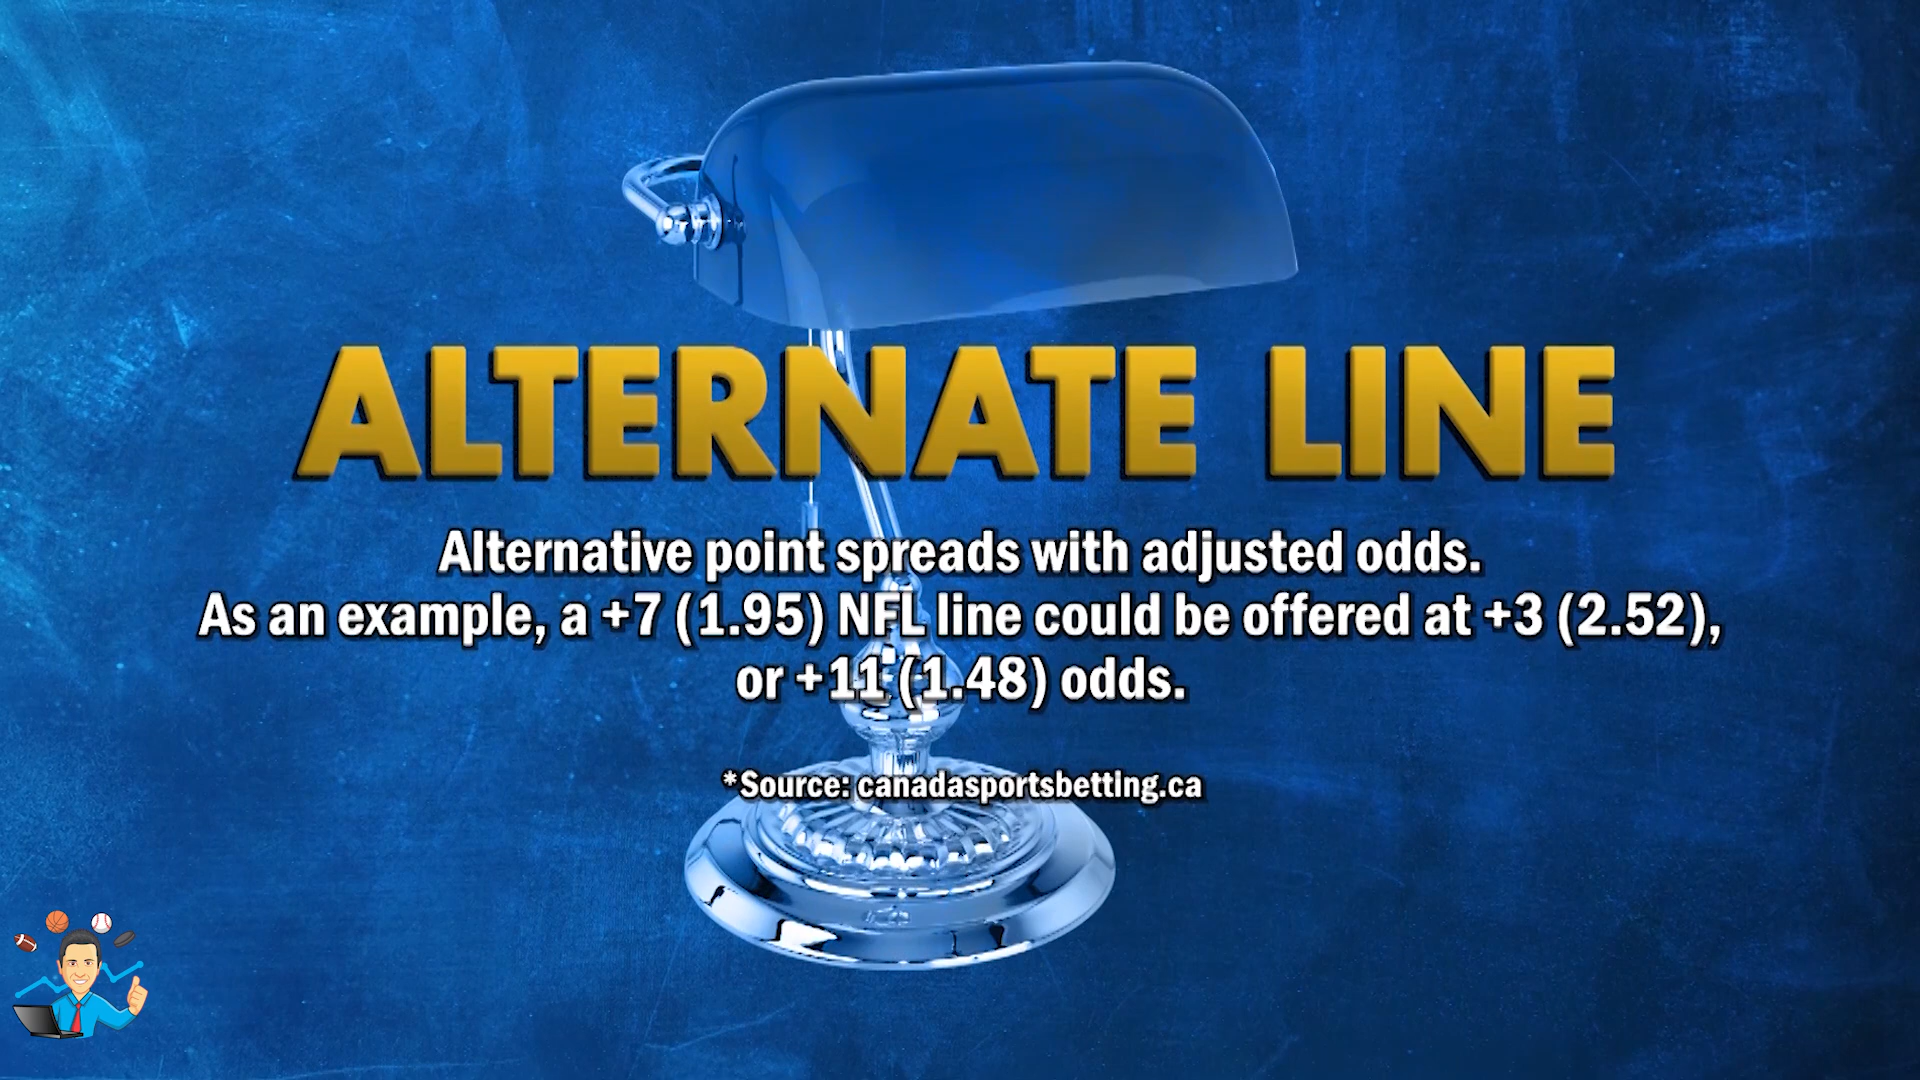 ALTERNATE LINE
Alternative point spreads with adjusted odds.
As an example, a +7 (1.95) NFL line could be offered at +3 (2.52),
or +11 (1.48) odds.
*Source: canadasportsbetting.ca